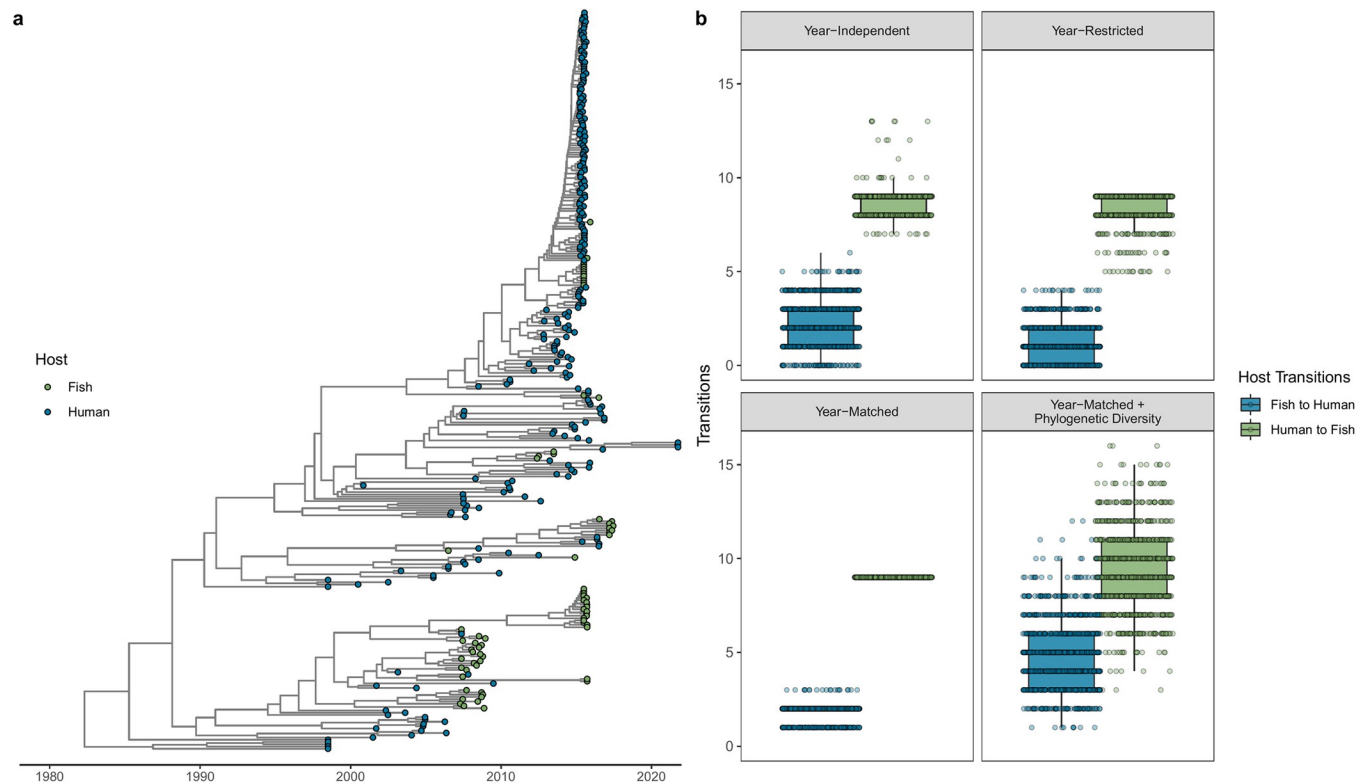 a
Host
Fish
Human
1980
1990
2000
2010
2020
b
Year−Independent
Year−Restricted
15
10
5
0
Transitions
Year−Matched
Year−Matched +
Phylogenetic Diversity
15
10
5
0
Host Transitions
Fish to Human
Human to Fish